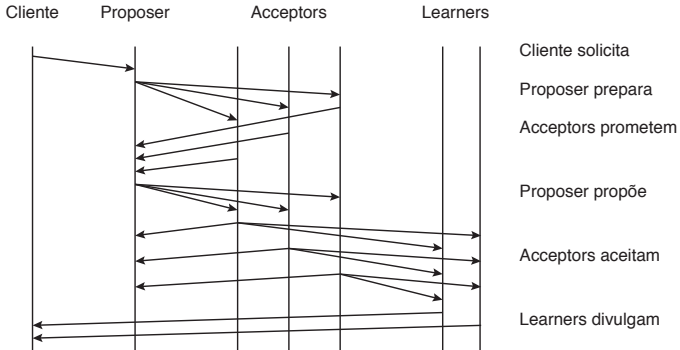 Cliente Proposer Acceptors Learners
Cliente solicita
Proposer prepara
Acceptors prometem
Proposer propõe
Acceptors aceitam
Learners divulgam